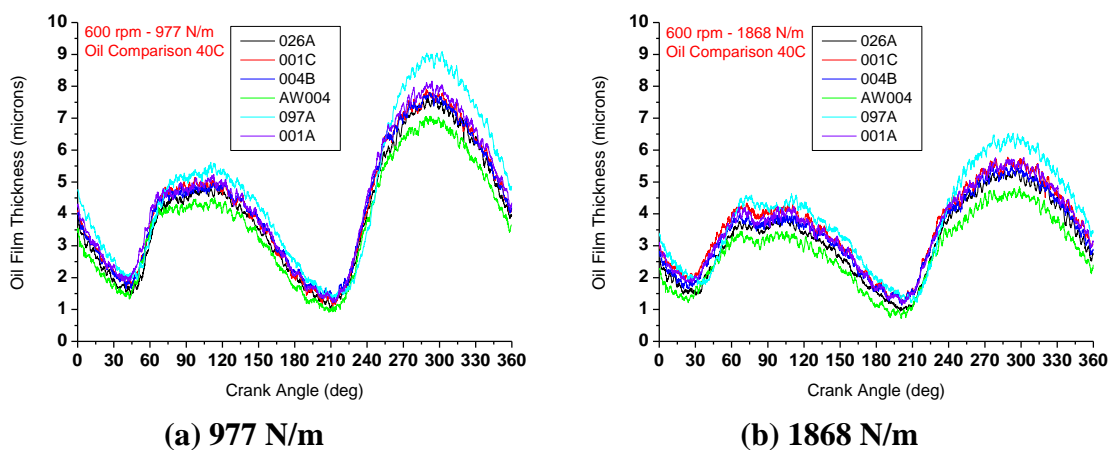 600 rpm - 977 N/m
Oil Comparison 40C
026A
001C
004B
AW004
097A
001A
Oil Film Thickness (microns)
10
9
8
7
6
5
4
3
2
1
0
0 30 60 90 120 150 180 210 240 270 300 330 360
Crank Angle (deg)
(a) 977 N/m
600 rpm - 1868 N/m
Oil Comparison 40C
026A
001C
004B
AW004
097A
001A
Oil Film Thickness (microns)
10
9
8
7
6
5
4
3
2
1
0
0 30 60 90 120 150 180 210 240 270 300 330 360
Crank Angle (deg)
(b) 1868 N/m